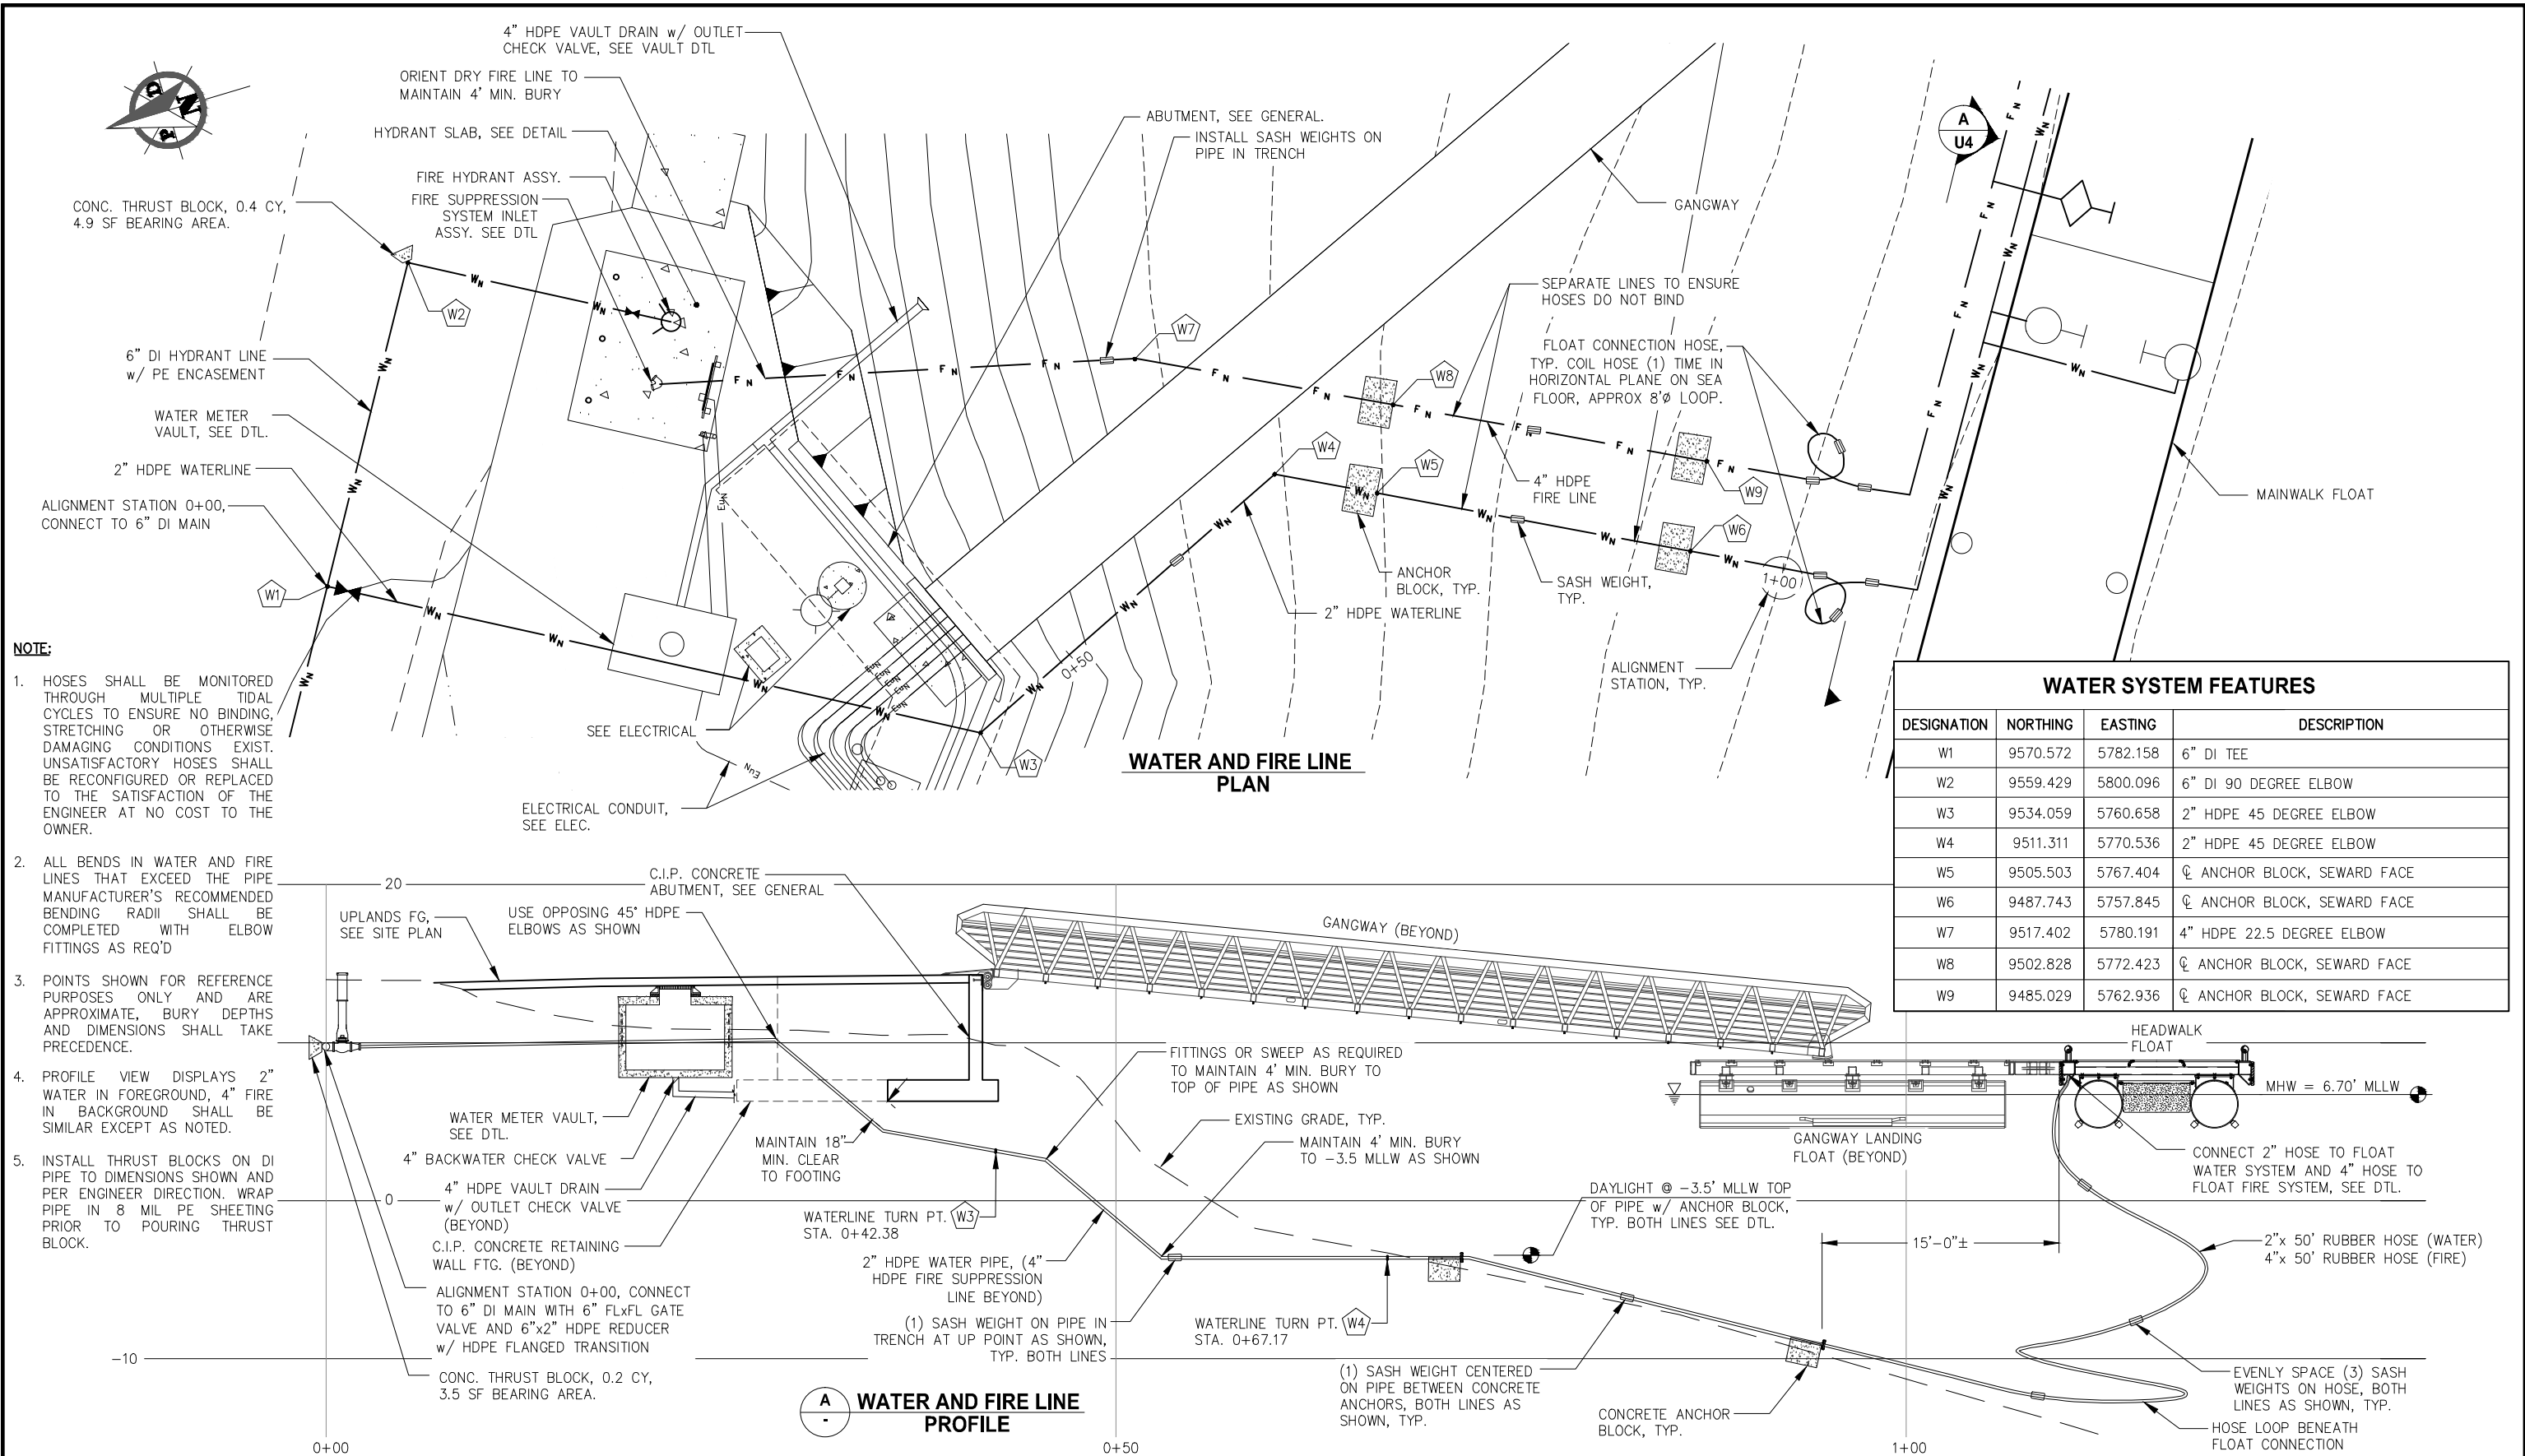 4" HDPE VAULT DRAIN w/ OUTLET
CHECK VALVE, SEE VAULT DTL
ORIENT DRY FIRE LINE TO
MAINTAIN 4' MIN. BURY
HYDRANT SLAB, SEE DETAIL
FIRE HYDRANT ASSY.
FIRE SUPPRESSION
SYSTEM INLET
ASSY. SEE DTL
CONC. THRUST BLOCK, 0.4 CY,
4.9 SF BEARING AREA.
N
D
P
ABUTMENT, SEE GENERAL.
INSTALL SASH WEIGHTS ON
PIPE IN TRENCH
GANGWAY
A
U4
W2
W7
W8
W9
W4
W5
W6
W1
W3
6" DI HYDRANT LINE
w/ PE ENCASEMENT
WATER METER
VAULT, SEE DTL.
2" HDPE WATERLINE
ALIGNMENT STATION 0+00,
CONNECT TO 6" DI MAIN
SEPARATE LINES TO ENSURE
HOSES DO NOT BIND
FLOAT CONNECTION HOSE,
TYP. COIL HOSE (1) TIME IN
HORIZONTAL PLANE ON SEA
FLOOR, APPROX 8'Ø LOOP.
4" HDPE
FIRE LINE
MAINWALK FLOAT
ANCHOR
BLOCK, TYP.
SASH WEIGHT,
TYP.
2" HDPE WATERLINE
1+00
0+50
ALIGNMENT
STATION, TYP.
SEE ELECTRICAL
ELECTRICAL CONDUIT,
SEE ELEC.
WATER AND FIRE LINE
PLAN
NOTE:
1. HOSES SHALL BE MONITORED
THROUGH MULTIPLE TIDAL
CYCLES TO ENSURE NO BINDING,
STRETCHING OR OTHERWISE
DAMAGING CONDITIONS EXIST.
UNSATISFACTORY HOSES SHALL
BE RECONFIGURED OR REPLACED
TO THE SATISFACTION OF THE
ENGINEER AT NO COST TO THE
OWNER.
2. ALL BENDS IN WATER AND FIRE
LINES THAT EXCEED THE PIPE
MANUFACTURER'S RECOMMENDED
BENDING RADII SHALL BE
COMPLETED WITH ELBOW
FITTINGS AS REQ'D
3. POINTS SHOWN FOR REFERENCE
PURPOSES ONLY AND ARE
APPROXIMATE, BURY DEPTHS
AND DIMENSIONS SHALL TAKE
PRECEDENCE.
4. PROFILE VIEW DISPLAYS 2"
WATER IN FOREGROUND, 4" FIRE
IN BACKGROUND SHALL BE
SIMILAR EXCEPT AS NOTED.
5. INSTALL THRUST BLOCKS ON DI
PIPE TO DIMENSIONS SHOWN AND
PER ENGINEER DIRECTION. WRAP
PIPE IN 8 MIL PE SHEETING
PRIOR TO POURING THRUST
BLOCK.
WATER SYSTEM FEATURES
DESIGNATION NORTHING EASTING DESCRIPTION
W1 9570.572 5782.158 6" DI TEE
W2 9559.429 5800.096 6" DI 90 DEGREE ELBOW
W3 9534.059 5760.658 2" HDPE 45 DEGREE ELBOW
W4 9511.311 5770.536 2" HDPE 45 DEGREE ELBOW
W5 9505.503 5767.404 ℄ ANCHOR BLOCK, SEWARD FACE
W6 9487.743 5757.845 ℄ ANCHOR BLOCK, SEWARD FACE
W7 9517.402 5780.191 4" HDPE 22.5 DEGREE ELBOW
W8 9502.828 5772.423 ℄ ANCHOR BLOCK, SEWARD FACE
W9 9485.029 5762.936 ℄ ANCHOR BLOCK, SEWARD FACE
20
0
-10
UPLANDS FG,
SEE SITE PLAN
USE OPPOSING 45° HDPE
ELBOWS AS SHOWN
C.I.P. CONCRETE
ABUTMENT, SEE GENERAL
GANGWAY (BEYOND)
FITTINGS OR SWEEP AS REQUIRED
TO MAINTAIN 4' MIN. BURY TO
TOP OF PIPE AS SHOWN
EXISTING GRADE, TYP.
MAINTAIN 4' MIN. BURY
TO -3.5 MLLW AS SHOWN
HEADWALK
FLOAT
MHW = 6.70' MLLW
GANGWAY LANDING
FLOAT (BEYOND)
CONNECT 2" HOSE TO FLOAT
WATER SYSTEM AND 4" HOSE TO
FLOAT FIRE SYSTEM, SEE DTL.
WATER METER VAULT,
SEE DTL.
4" BACKWATER CHECK VALVE
4" HDPE VAULT DRAIN
w/ OUTLET CHECK VALVE
(BEYOND)
C.I.P. CONCRETE RETAINING
WALL FTG. (BEYOND)
MAINTAIN 18"
MIN. CLEAR
TO FOOTING
WATERLINE TURN PT. W3
STA. 0+42.38
DAYLIGHT @ -3.5' MLLW TOP
OF PIPE w/ ANCHOR BLOCK,
TYP. BOTH LINES SEE DTL.
15'-0"±
2"x 50' RUBBER HOSE (WATER)
4"x 50' RUBBER HOSE (FIRE)
2" HDPE WATER PIPE, (4"
HDPE FIRE SUPPRESSION
LINE BEYOND)
ALIGNMENT STATION 0+00, CONNECT
TO 6" DI MAIN WITH 6" FLxFL GATE
VALVE AND 6"x2" HDPE REDUCER
w/ HDPE FLANGED TRANSITION
CONC. THRUST BLOCK, 0.2 CY,
3.5 SF BEARING AREA.
(1) SASH WEIGHT ON PIPE IN
TRENCH AT UP POINT AS SHOWN,
TYP. BOTH LINES
WATERLINE TURN PT. W4
STA. 0+67.17
(1) SASH WEIGHT CENTERED
ON PIPE BETWEEN CONCRETE
ANCHORS, BOTH LINES AS
SHOWN, TYP.
CONCRETE ANCHOR
BLOCK, TYP.
EVENLY SPACE (3) SASH
WEIGHTS ON HOSE, BOTH
LINES AS SHOWN, TYP.
HOSE LOOP BENEATH
FLOAT CONNECTION
A
-
WATER AND FIRE LINE
PROFILE
0+00
0+50
1+00